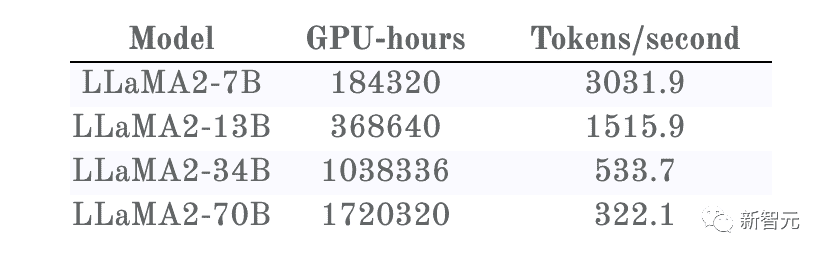 Model GPU-hours Tokens/second
LLaMA2-7B 184320 3031.9
LLaMA2-13B 368640 1515.9
LLaMA2-34B 1038336 533.7
LLaMA2-70B 1720320 322.1
新智元